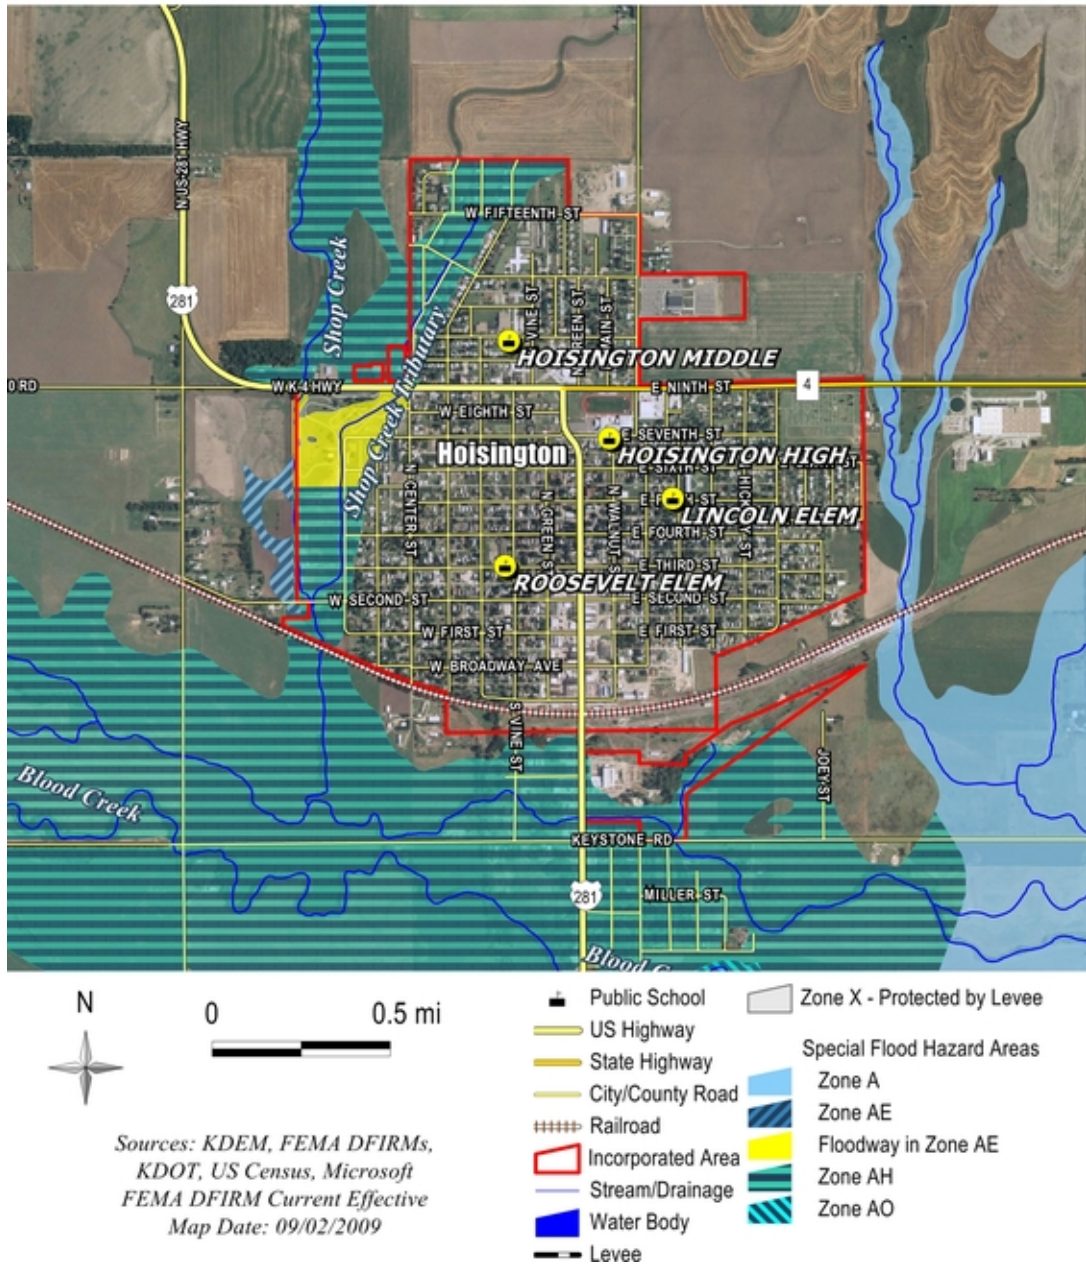 N US-281 HWY
W FIFTEENTH ST
Shop Creek
281
VINE ST
MAIN ST
HOISINGTON MIDDLE
Shop Creek Tributary
W K-4 HWY
E NINTH ST
4
0 RD
W EIGHTH ST
Hoisington
E SEVENTH ST
HOISINGTON HIGH
E SIXTH ST
N CENTER ST
N GREEN ST
N WALNUT ST
LINCOLN ELEM
E FOURTH ST
E THIRD ST
ROOSEVELT ELEM
W SECOND ST
E SECOND ST
W FIRST ST
E FIRST ST
W BROADWAY AVE
S VINE ST
JOEY ST
Blood Creek
KEYSTONE RD
281
MILLER ST
N
0 0.5 mi
Sources: KDEM, FEMA DFIRMs,
KDOT, US Census, Microsoft
FEMA DFIRM Current Effective
Map Date: 09/02/2009
Public School
US Highway
State Highway
City/County Road
Railroad
Incorporated Area
Stream/Drainage
Water Body
Levee
Zone X - Protected by Levee
Special Flood Hazard Areas
Zone A
Zone AE
Floodway in Zone AE
Zone AH
Zone AO